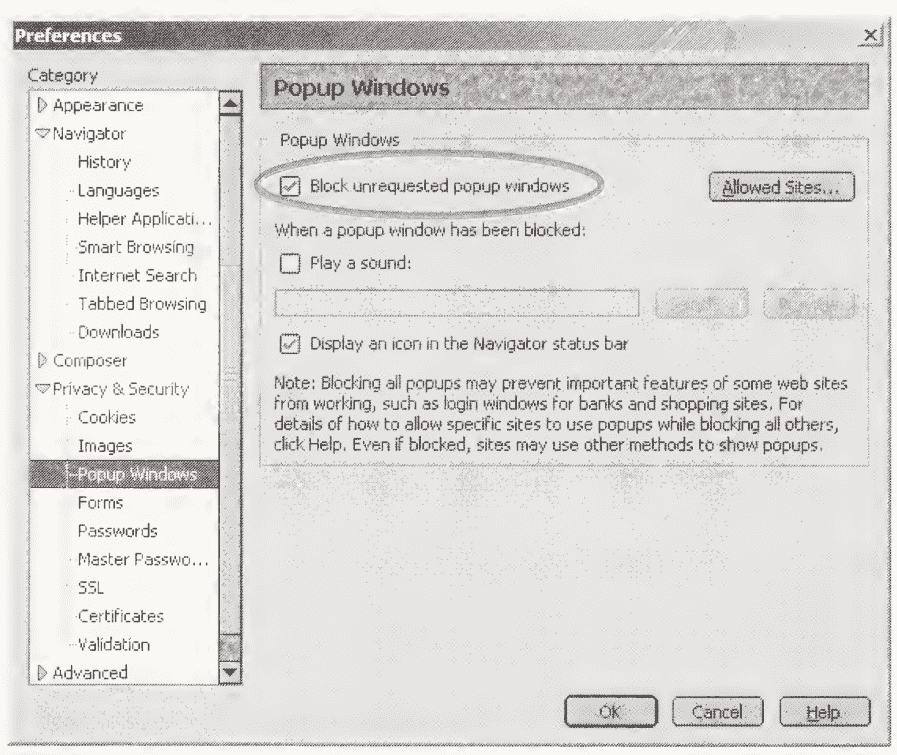 Preferences
Category
Appearance
Navigator
History
Languages
Helper Applicati...
Smart Browsing
Internet Search
Tabbed Browsing
Downloads
Composer
Privacy & Security
Cookies
Images
Popup Windows
Forms
Passwords
Master Passwo...
SSL
Certificates
Validation
Advanced
Popup Windows
Popup Windows
Block unrequested popup windows
Allowed Sites...
When a popup window has been blocked:
Play a sound:
Display an icon in the Navigator status bar
Note: Blocking all popups may prevent important features of some web sites
from working, such as login windows for banks and shopping sites. For
details of how to allow specific sites to use popups while blocking all others,
click Help. Even if blocked, sites may use other methods to show popups.
OK
Cancel
Help